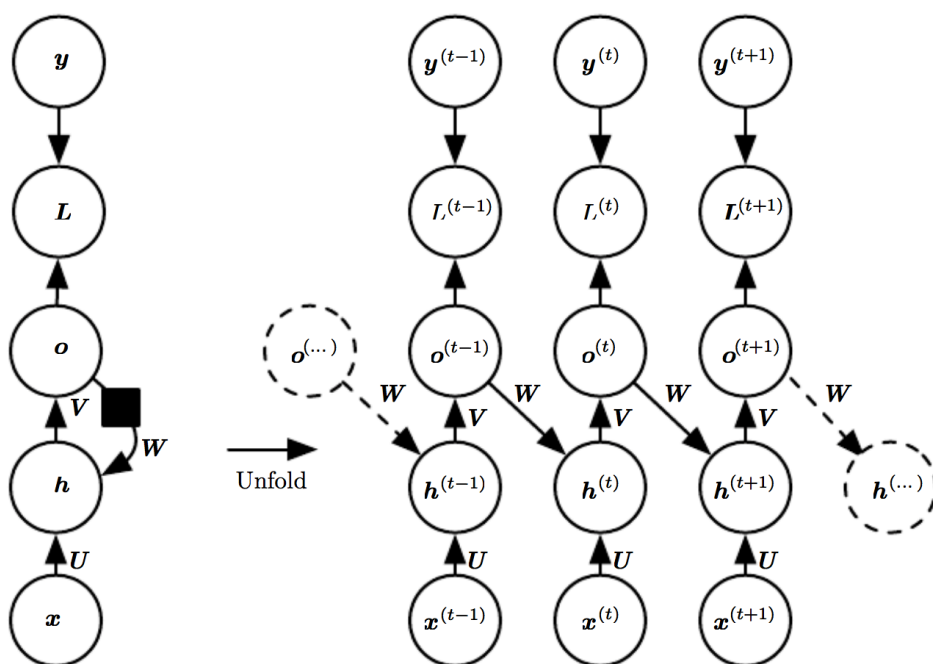 y y^(t−1) y^(t) y^(t+1)
L L^(t−1) L^(t) L^(t+1)
o o^(...) o^(t−1) o^(t) o^(t+1)
W W W W
V V V V
W
Unfold
h h^(t−1) h^(t) h^(t+1) h^(...)
U U U U
x x^(t−1) x^(t) x^(t+1)